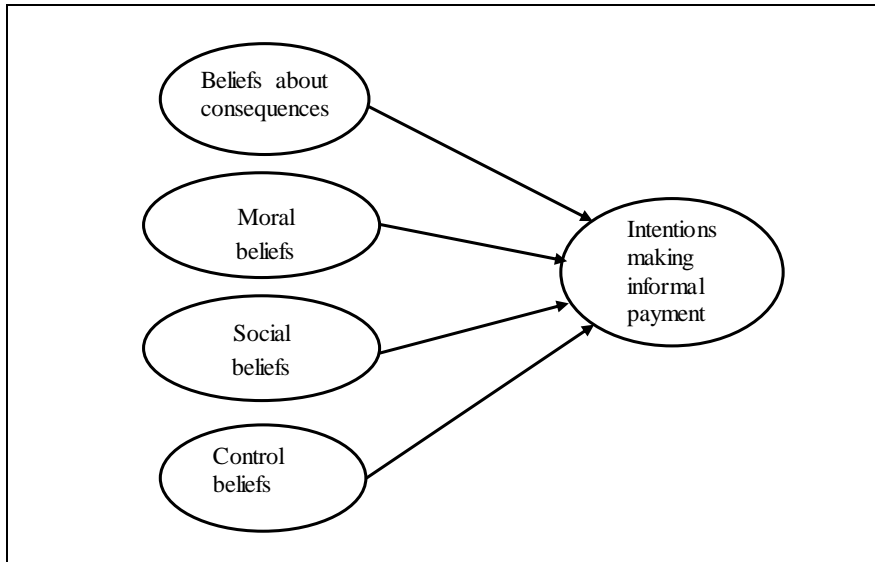 Beliefs about
consequences
Moral
beliefs
Social
beliefs
Control
beliefs
Intentions
making
informal
payment